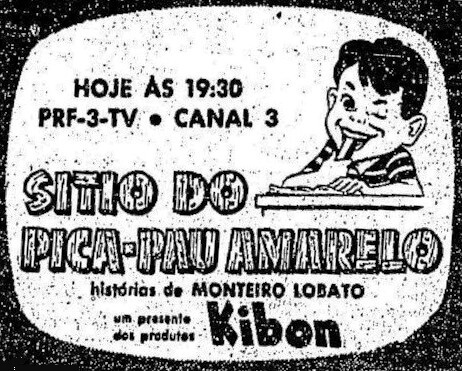 HOJE ÀS 19:30
PRF-3-TV • CANAL 3
SITIO DO
PICA-PAU AMARELO
histórias de MONTEIRO LOBATO
um presente
dos produtos
Kibon